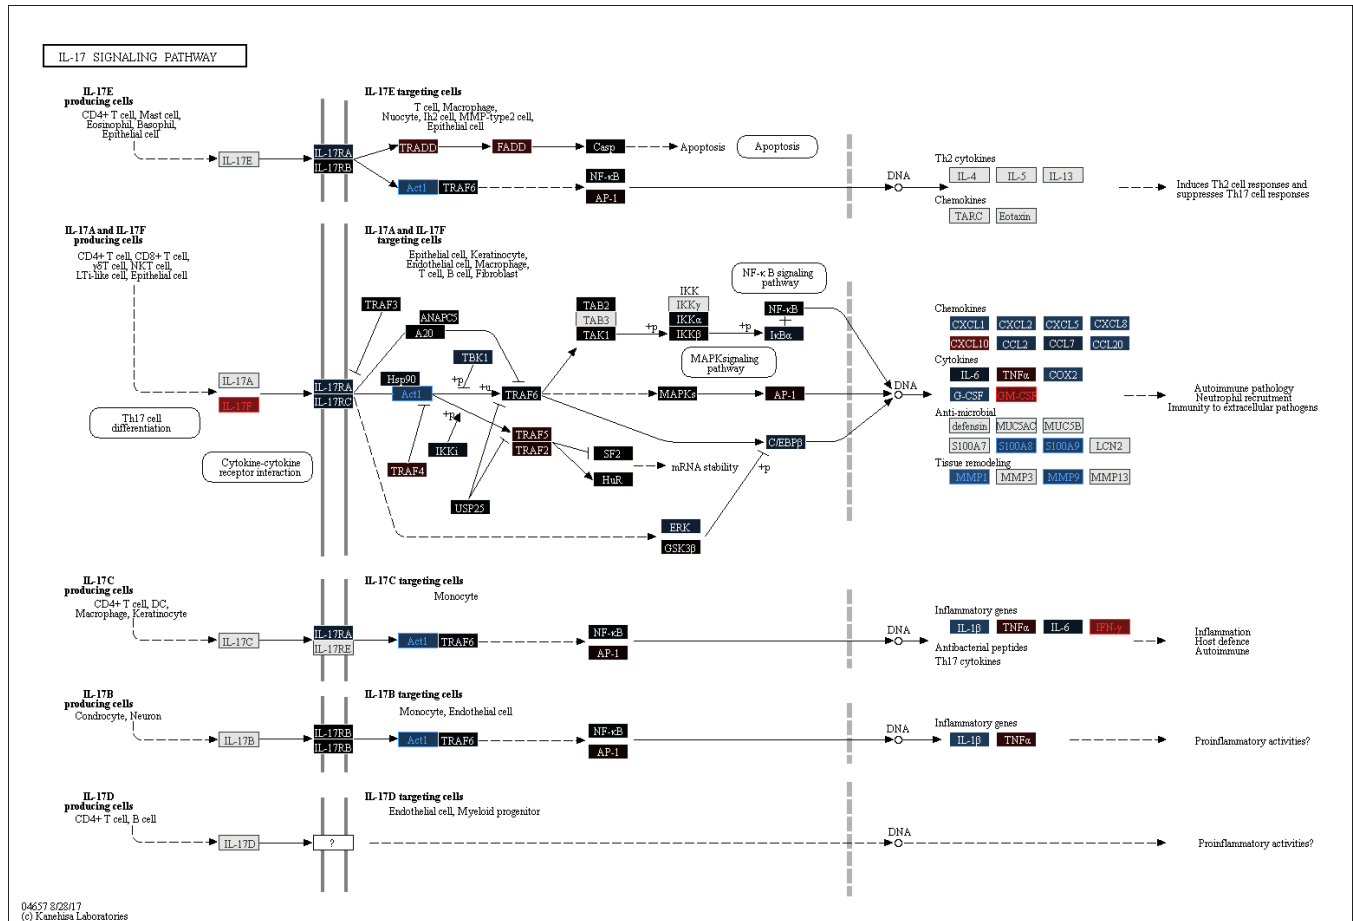 IL-17 SIGNALING PATHWAY
IL-17E
producing cells
CD4+ T cell, Mast cell,
Eosinophil, Basophil,
Epithelial cell
IL-17E
IL-17RA
IL-17RB
IL-17E targeting cells
T cell, Macrophage,
Nuocyte, Ih2 cell, MMP-type2 cell,
Epithelial cell
TRADD
FADD
Casp
Apoptosis
Apoptosis
Act1
TRAF6
NF-κB
AP-1
DNA
Th2 cytokines
IL-4
IL-5
IL-13
Chemokines
TARC
Eotaxin
Induces Th2 cell responses and
suppresses Th17 cell responses
IL-17A and IL-17F
producing cells
CD4+ T cell, CD8+ T cell,
γδT cell, NKT cell,
LTi-like cell, Epithelial cell
IL-17A
IL-17F
Th17 cell
differentiation
Cytokine-cytokine
receptor interaction
IL-17RA
IL-17RC
IL-17A and IL-17F
targeting cells
Epithelial cell, Keratinocyte,
Endothelial cell, Macrophage,
T cell, B cell, Fibroblast
TRAF3
ANAPC5
A20
TBK1
Hsp90
Act1
+p
+u
TRAF6
+p
IKKi
TRAF4
TRAF5
TRAF2
USP25
SF2
HuR
mRNA stability
TAB2
TAB3
TAK1
+p
IKK
IKKγ
IKKα
IKKβ
+p
NF-κB
IκBα
NF-κ B signaling
pathway
MAPK signaling
pathway
MAPKs
AP-1
C/EBPβ
+p
ERK
GSK3β
DNA
Chemokines
CXCL1
CXCL2
CXCL5
CXCL8
CXCL10
CCL2
CCL7
CCL20
Cytokines
IL-6
TNFα
COX2
G-CSF
GM-CSF
Anti-microbial
defensin
MUC5AC
MUC5B
S100A7
S100A8
S100A9
LCN2
Tissue remodeling
MMP1
MMP3
MMP9
MMP13
Autoimmune pathology
Neutrophil recruitment
Immunity to extracellular pathogens
IL-17C
producing cells
CD4+ T cell, DC,
Macrophage, Keratinocyte
IL-17C
IL-17RA
IL-17RE
IL-17C targeting cells
Monocyte
Act1
TRAF6
NF-κB
AP-1
DNA
Inflammatory genes
IL-1β
TNFα
IL-6
IFN-γ
Antibacterial peptides
Th17 cytokines
Inflammation
Host defence
Autoimmune
IL-17B
producing cells
Condrocyte, Neuron
IL-17B
IL-17RB
IL-17RB
IL-17B targeting cells
Monocyte, Endothelial cell
Act1
TRAF6
NF-κB
AP-1
DNA
Inflammatory genes
IL-1β
TNFα
Proinflammatory activities?
IL-17D
producing cells
CD4+ T cell, B cell
IL-17D
?
IL-17D targeting cells
Endothelial cell, Myeloid progenitor
DNA
Proinflammatory activities?
04657 8/28/17
(c) Kanehisa Laboratories